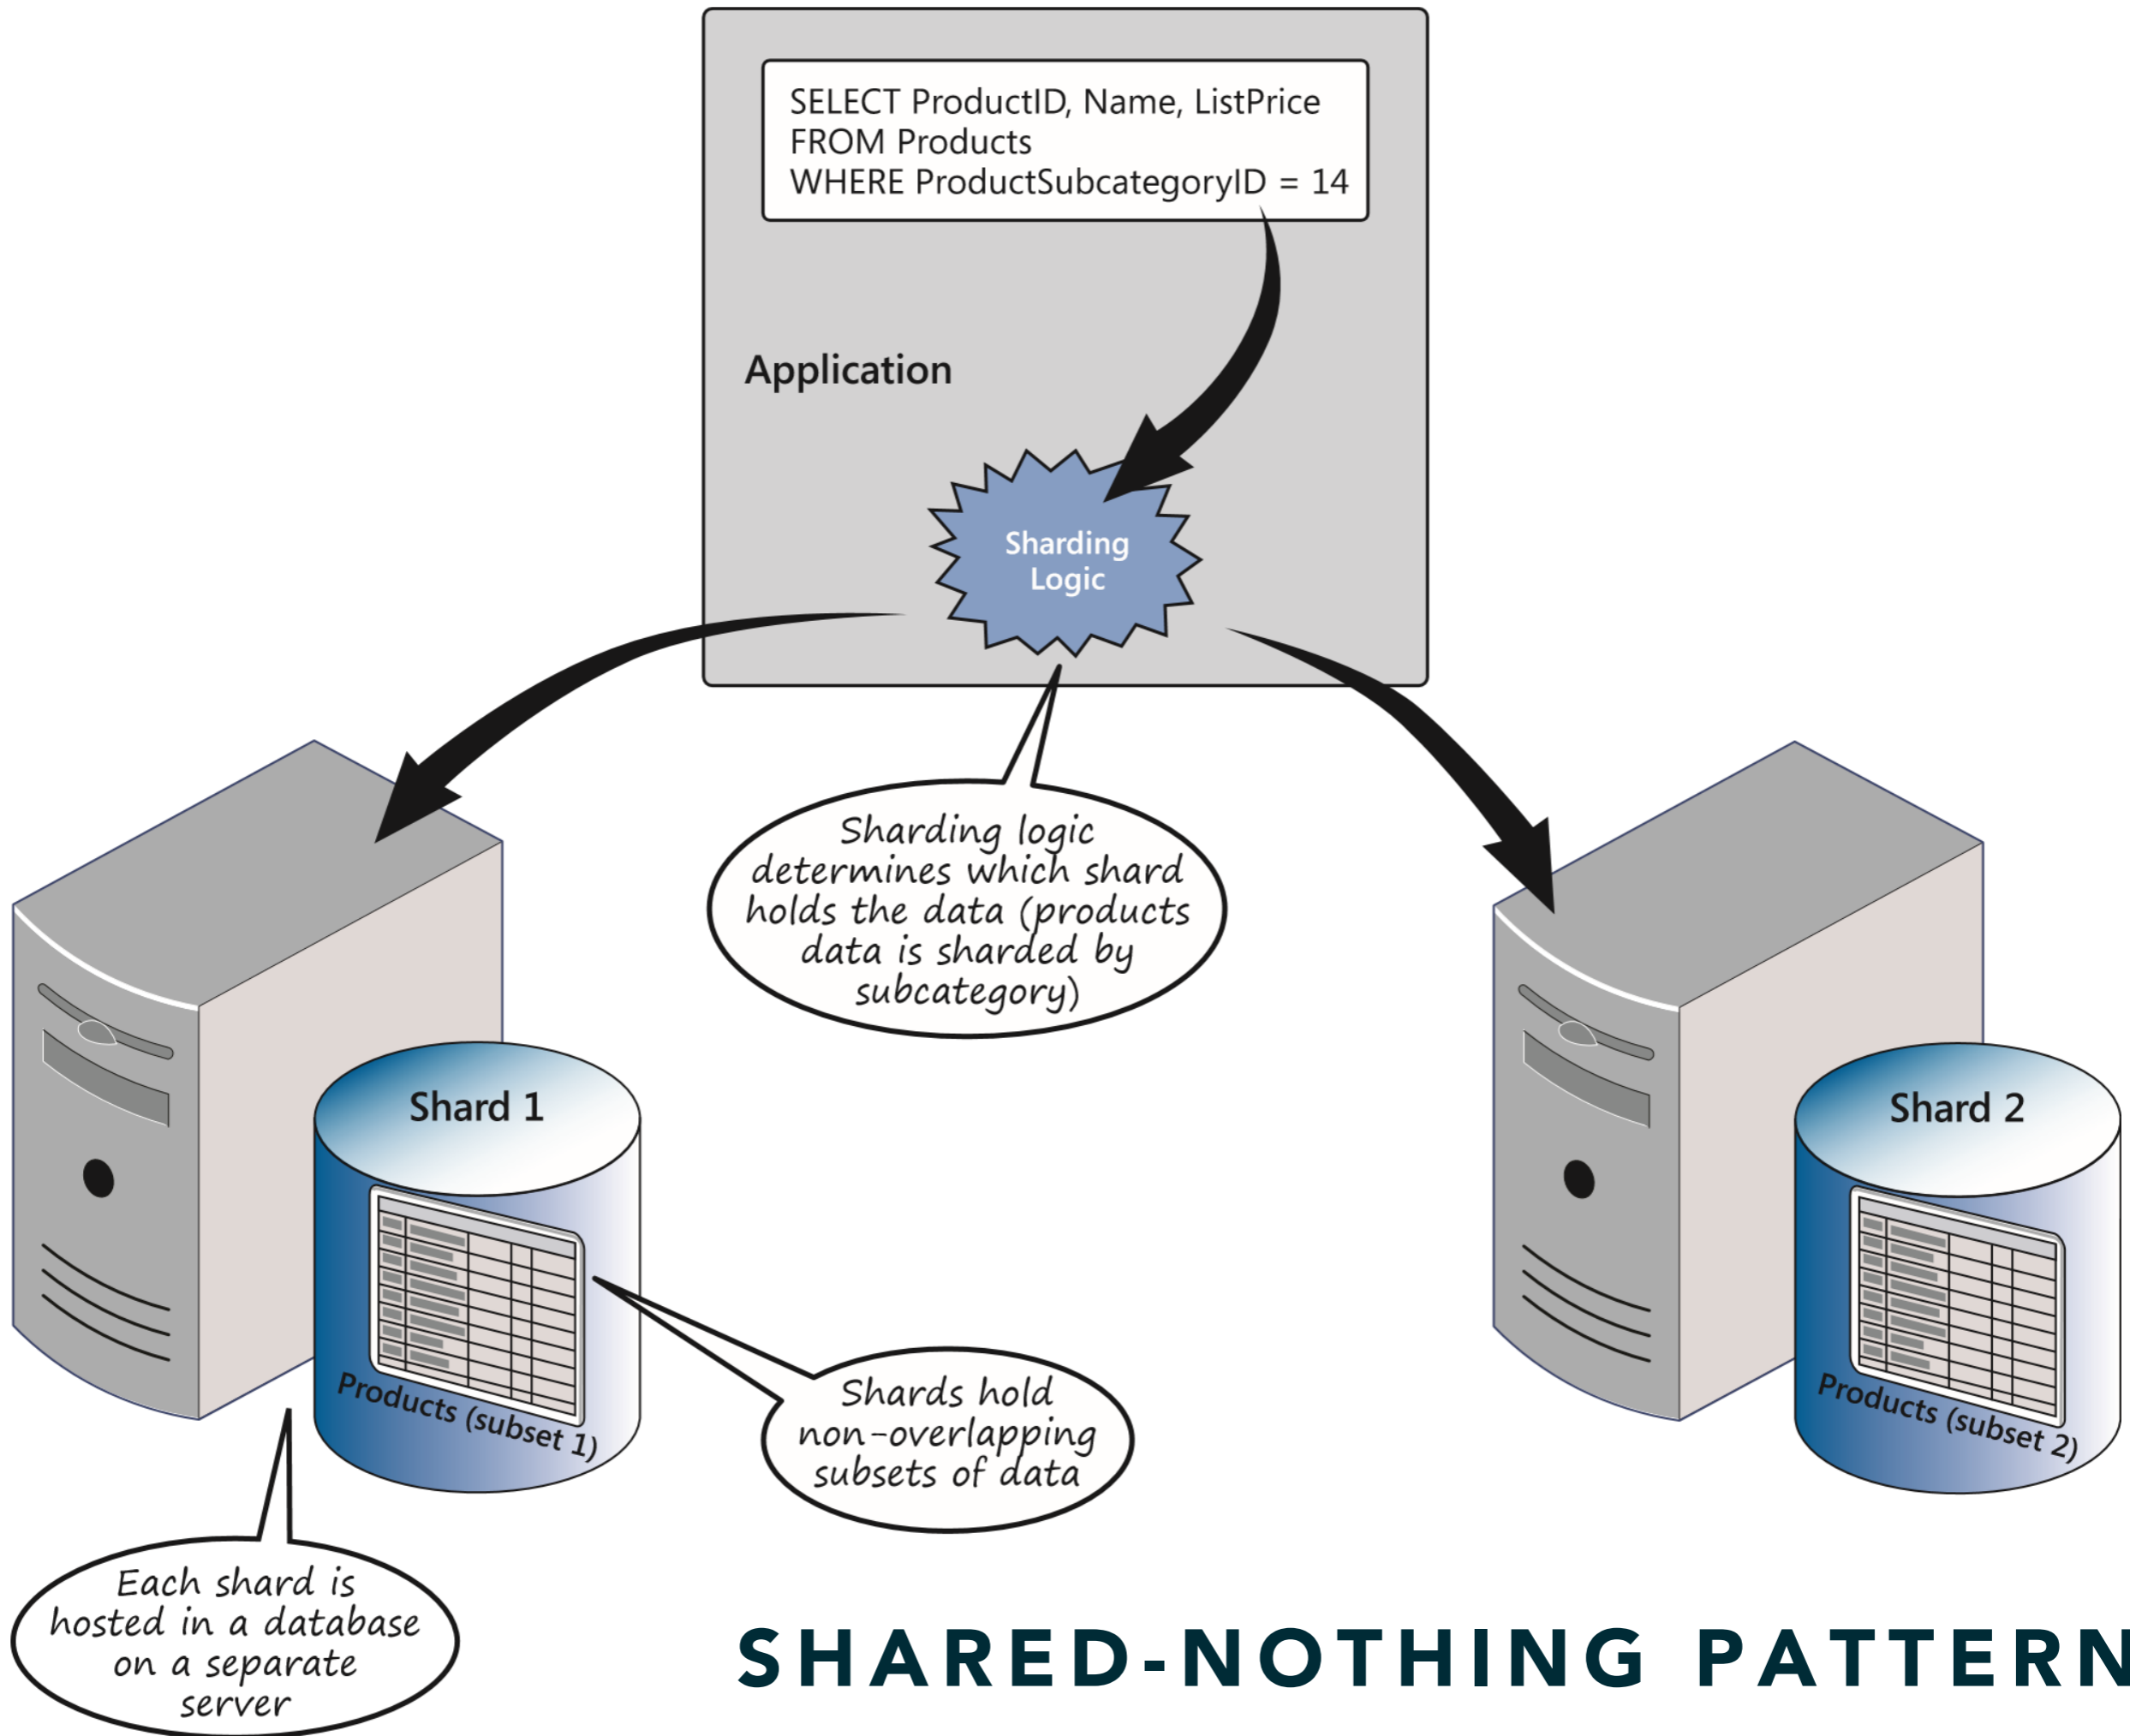 SELECT ProductID, Name, ListPrice
FROM Products
WHERE ProductSubcategoryID = 14
Application
Sharding
Logic
Sharding logic
determines which shard
holds the data (products
data is sharded by
subcategory)
Shard 1
Products (subset 1)
Shard 2
Products (subset 2)
Shards hold
non-overlapping
subsets of data
Each shard is
hosted in a database
on a separate
server
SHARED-NOTHING PATTERN